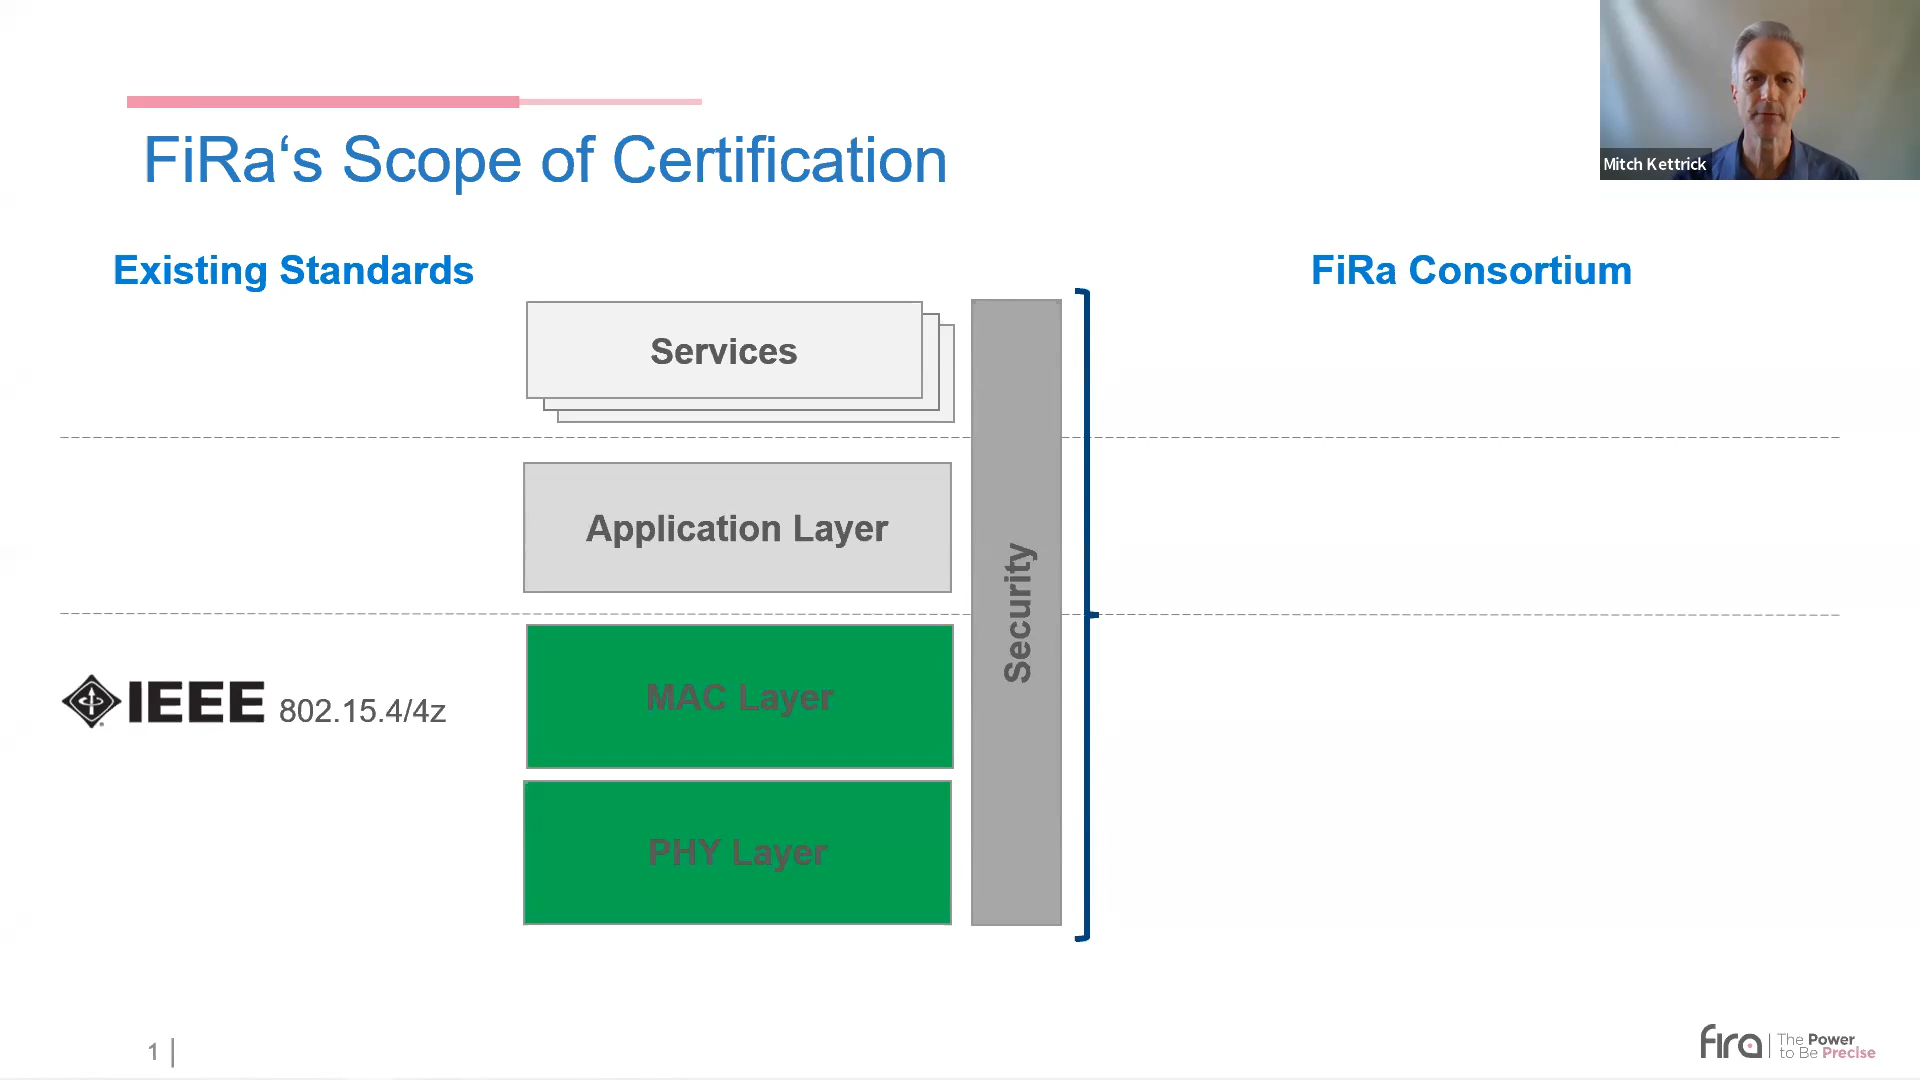 Mitch Kettrick
FiRa‘s Scope of Certification
Existing Standards
FiRa Consortium
Services
Application Layer
Security
MAC Layer
IEEE 802.15.4/4z
PHY Layer
1
fira The Power
to Be Precise